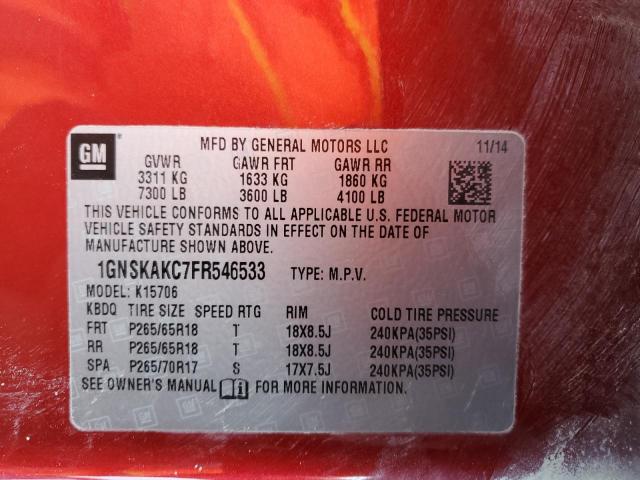 GM MFD BY GENERAL MOTORS LLC 11/14
GVWR GAWR FRT GAWR RR
3311 KG 1633 KG 1860 KG
7300 LB 3600 LB 4100 LB
THIS VEHICLE CONFORMS TO ALL APPLICABLE U.S. FEDERAL MOTOR
VEHICLE SAFETY STANDARDS IN EFFECT ON THE DATE OF
MANUFACTURE SHOWN ABOVE.
1GNSKAKC7FR546533 TYPE: M.P.V.
MODEL: K15706
KBDQ TIRE SIZE SPEED RTG RIM COLD TIRE PRESSURE
FRT P265/65R18 T 18X8.5J 240KPA(35PSI)
RR P265/65R18 T 18X8.5J 240KPA(35PSI)
SPA P265/70R17 S 17X7.5J 240KPA(35PSI)
SEE OWNER'S MANUAL FOR MORE INFORMATION.